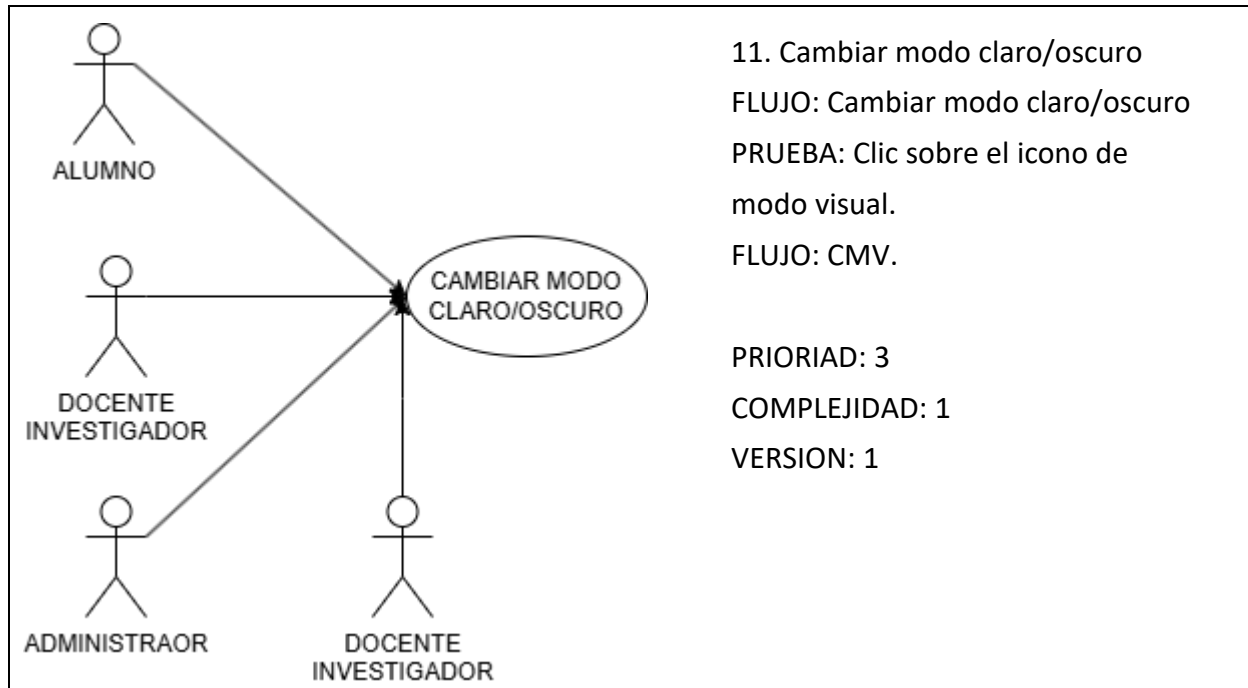 ALUMNO
DOCENTE
INVESTIGADOR
ADMINISTRAOR
DOCENTE
INVESTIGADOR
CAMBIAR MODO
CLARO/OSCURO
11. Cambiar modo claro/oscuro
FLUJO: Cambiar modo claro/oscuro
PRUEBA: Clic sobre el icono de
modo visual.
FLUJO: CMV.
PRIORIAD: 3
COMPLEJIDAD: 1
VERSION: 1